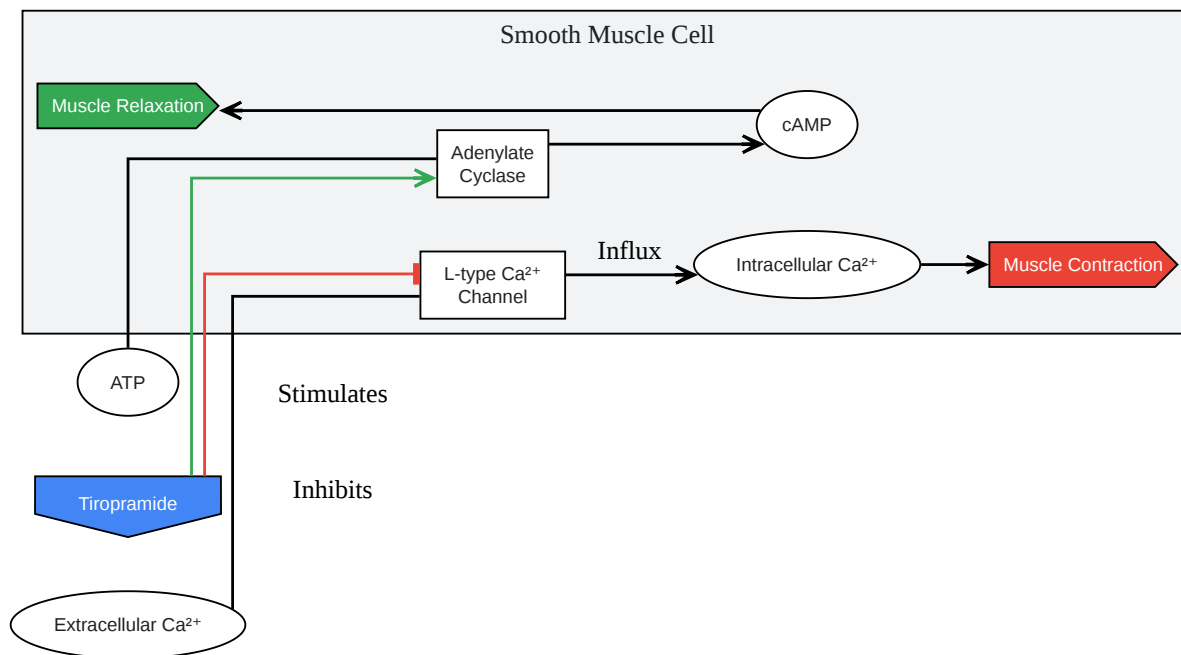 Smooth Muscle Cell
Muscle Relaxation
cAMP
Adenylate
Cyclase
Influx
L-type Ca²⁺
Channel
Intracellular Ca²⁺
Muscle Contraction
ATP
Stimulates
Inhibits
Tiropramide
Extracellular Ca²⁺